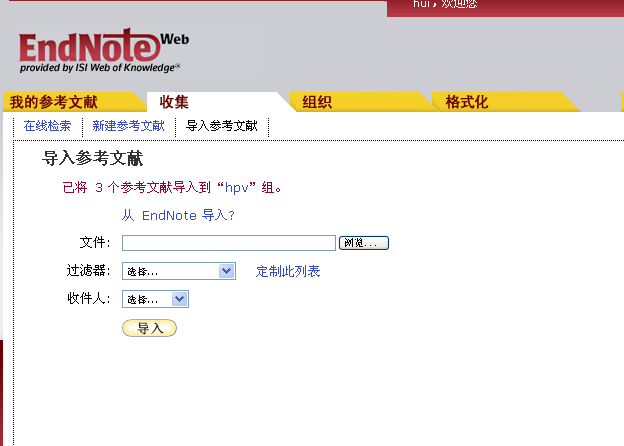 hui，欢迎您
EndNote Web
provided by ISI Web of Knowledge®
我的参考文献 收集 组织 格式化
在线检索 新建参考文献 导入参考文献
导入参考文献
已将 3 个参考文献导入到“hpv”组。
从 EndNote 导入?
文件: 浏览...
过滤器: 选择... 定制此列表
收件人: 选择...
导入